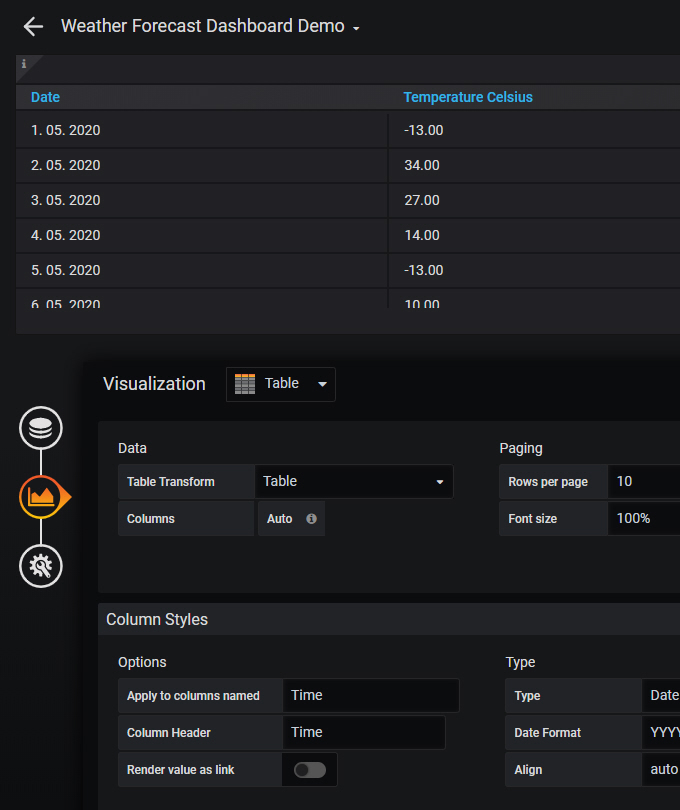 Weather Forecast Dashboard Demo
i
Date Temperature Celsius
1. 05. 2020 -13.00
2. 05. 2020 34.00
3. 05. 2020 27.00
4. 05. 2020 14.00
5. 05. 2020 -13.00
6. 05. 2020 10.00
Visualization Table
Data Paging
Table Transform Table Rows per page 10
Columns Auto i Font size 100%
Column Styles
Options Type
Apply to columns named Time Type Date
Column Header Time Date Format YYYY
Render value as link Align auto